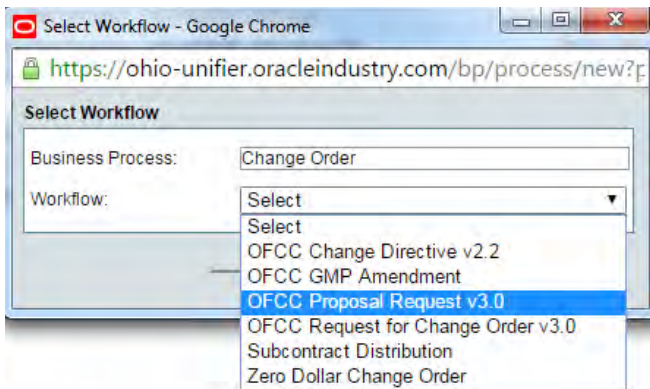 Select Workflow - Google Chrome
https://ohio-unifier.oracleindustry.com/bp/process/new?p
Select Workflow
Business Process: Change Order
Workflow: Select
Select
OFCC Change Directive v2.2
OFCC GMP Amendment
OFCC Proposal Request v3.0
OFCC Request for Change Order v3.0
Subcontract Distribution
Zero Dollar Change Order